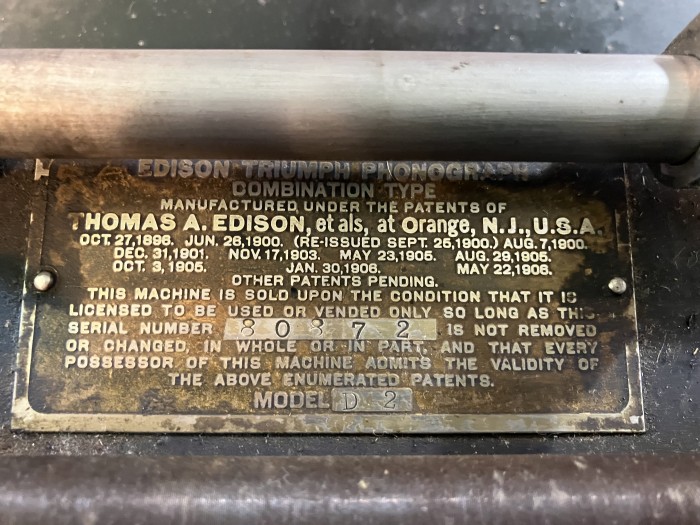 EDISON TRIUMPH PHONOGRAPH
COMBINATION TYPE
MANUFACTURED UNDER THE PATENTS OF
THOMAS A. EDISON, et als, at Orange, N.J., U.S.A.
OCT. 27, 1896. JUN. 26, 1900. (RE-ISSUED SEPT. 25, 1900.) AUG. 7, 1900.
DEC. 31, 1901. NOV. 17, 1903. MAY 23, 1905. AUG. 29, 1905.
OCT. 3, 1905. JAN. 30, 1906. MAY 22, 1906.
OTHER PATENTS PENDING.
THIS MACHINE IS SOLD UPON THE CONDITION THAT IT IS
LICENSED TO BE USED OR VENDED ONLY SO LONG AS THIS
SERIAL NUMBER 80872 IS NOT REMOVED
OR CHANGED, IN WHOLE OR IN PART, AND THAT EVERY
POSSESSOR OF THIS MACHINE ADMITS THE VALIDITY OF
THE ABOVE ENUMERATED PATENTS.
MODEL D 2